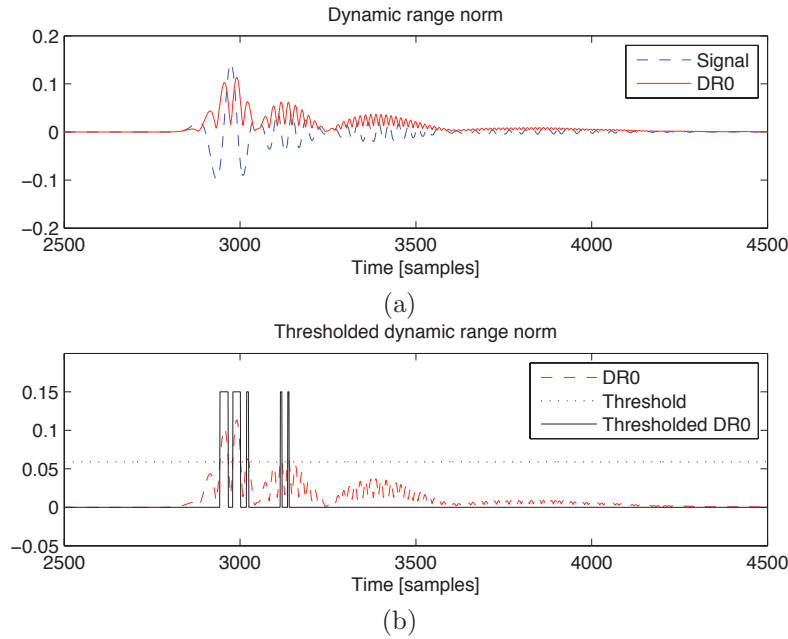 Dynamic range norm
0.2
0.1
0
-0.1
-0.2
Signal
DR0
2500 3000 3500 4000 4500
Time [samples]
(a)
Thresholded dynamic range norm
0.15
0.1
0.05
0
-0.05
DR0
Threshold
Thresholded DR0
2500 3000 3500 4000 4500
Time [samples]
(b)